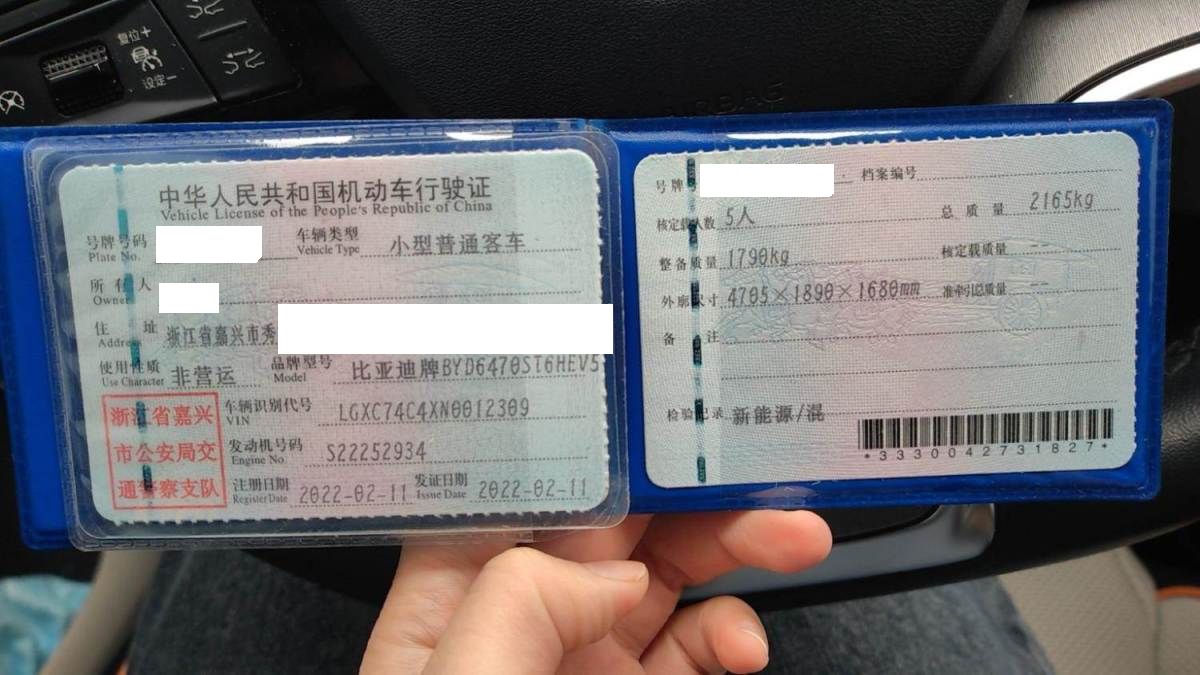 复位+
设定-
AIRBAG
中华人民共和国机动车行驶证
Vehicle License of the People's Republic of China
号牌号码
Plate No.
车辆类型 小型普通客车
Vehicle Type
所有人
Owner
住址 浙江省嘉兴市秀
Address
使用性质 非营运
Use Character
品牌型号 比亚迪牌BYD6470ST6HEV5
Model
浙江省嘉兴
市公安局交
通警察支队
车辆识别代号 LGXC74C4XN0012309
VIN
发动机号码 S22252934
Engine No.
注册日期 2022-02-11 发证日期 2022-02-11
Register Date Issue Date
号牌 档案编号
核定载人数 5人 总质量 2165kg
整备质量 1790kg 核定载质量 --
外廓尺寸 4705×1890×1680mm 准牵引总质量 --
备注
检验记录 新能源/混
*3330042731827*